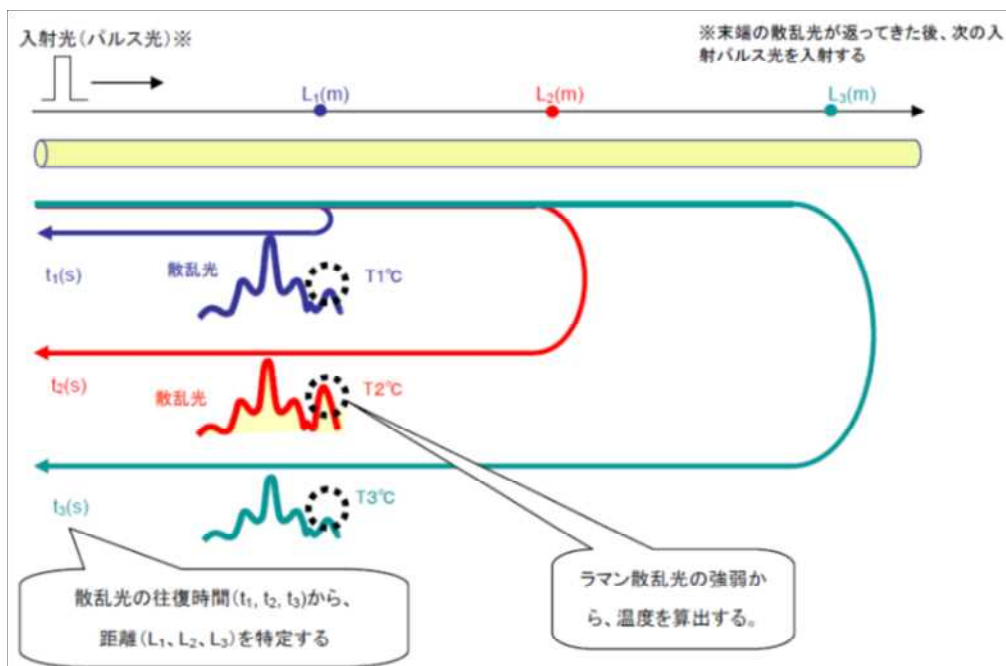 入射光(パルス光)※
※末端の散乱光が返ってきた後、次の入
射パルス光を入射する
L₁(m)
L₂(m)
L₃(m)
t₁(s)
散乱光
T1℃
t₂(s)
散乱光
T2℃
t₃(s)
T3℃
散乱光の往復時間(t₁, t₂, t₃)から、
距離(L₁、L₂、L₃)を特定する
ラマン散乱光の強弱か
ら、温度を算出する。